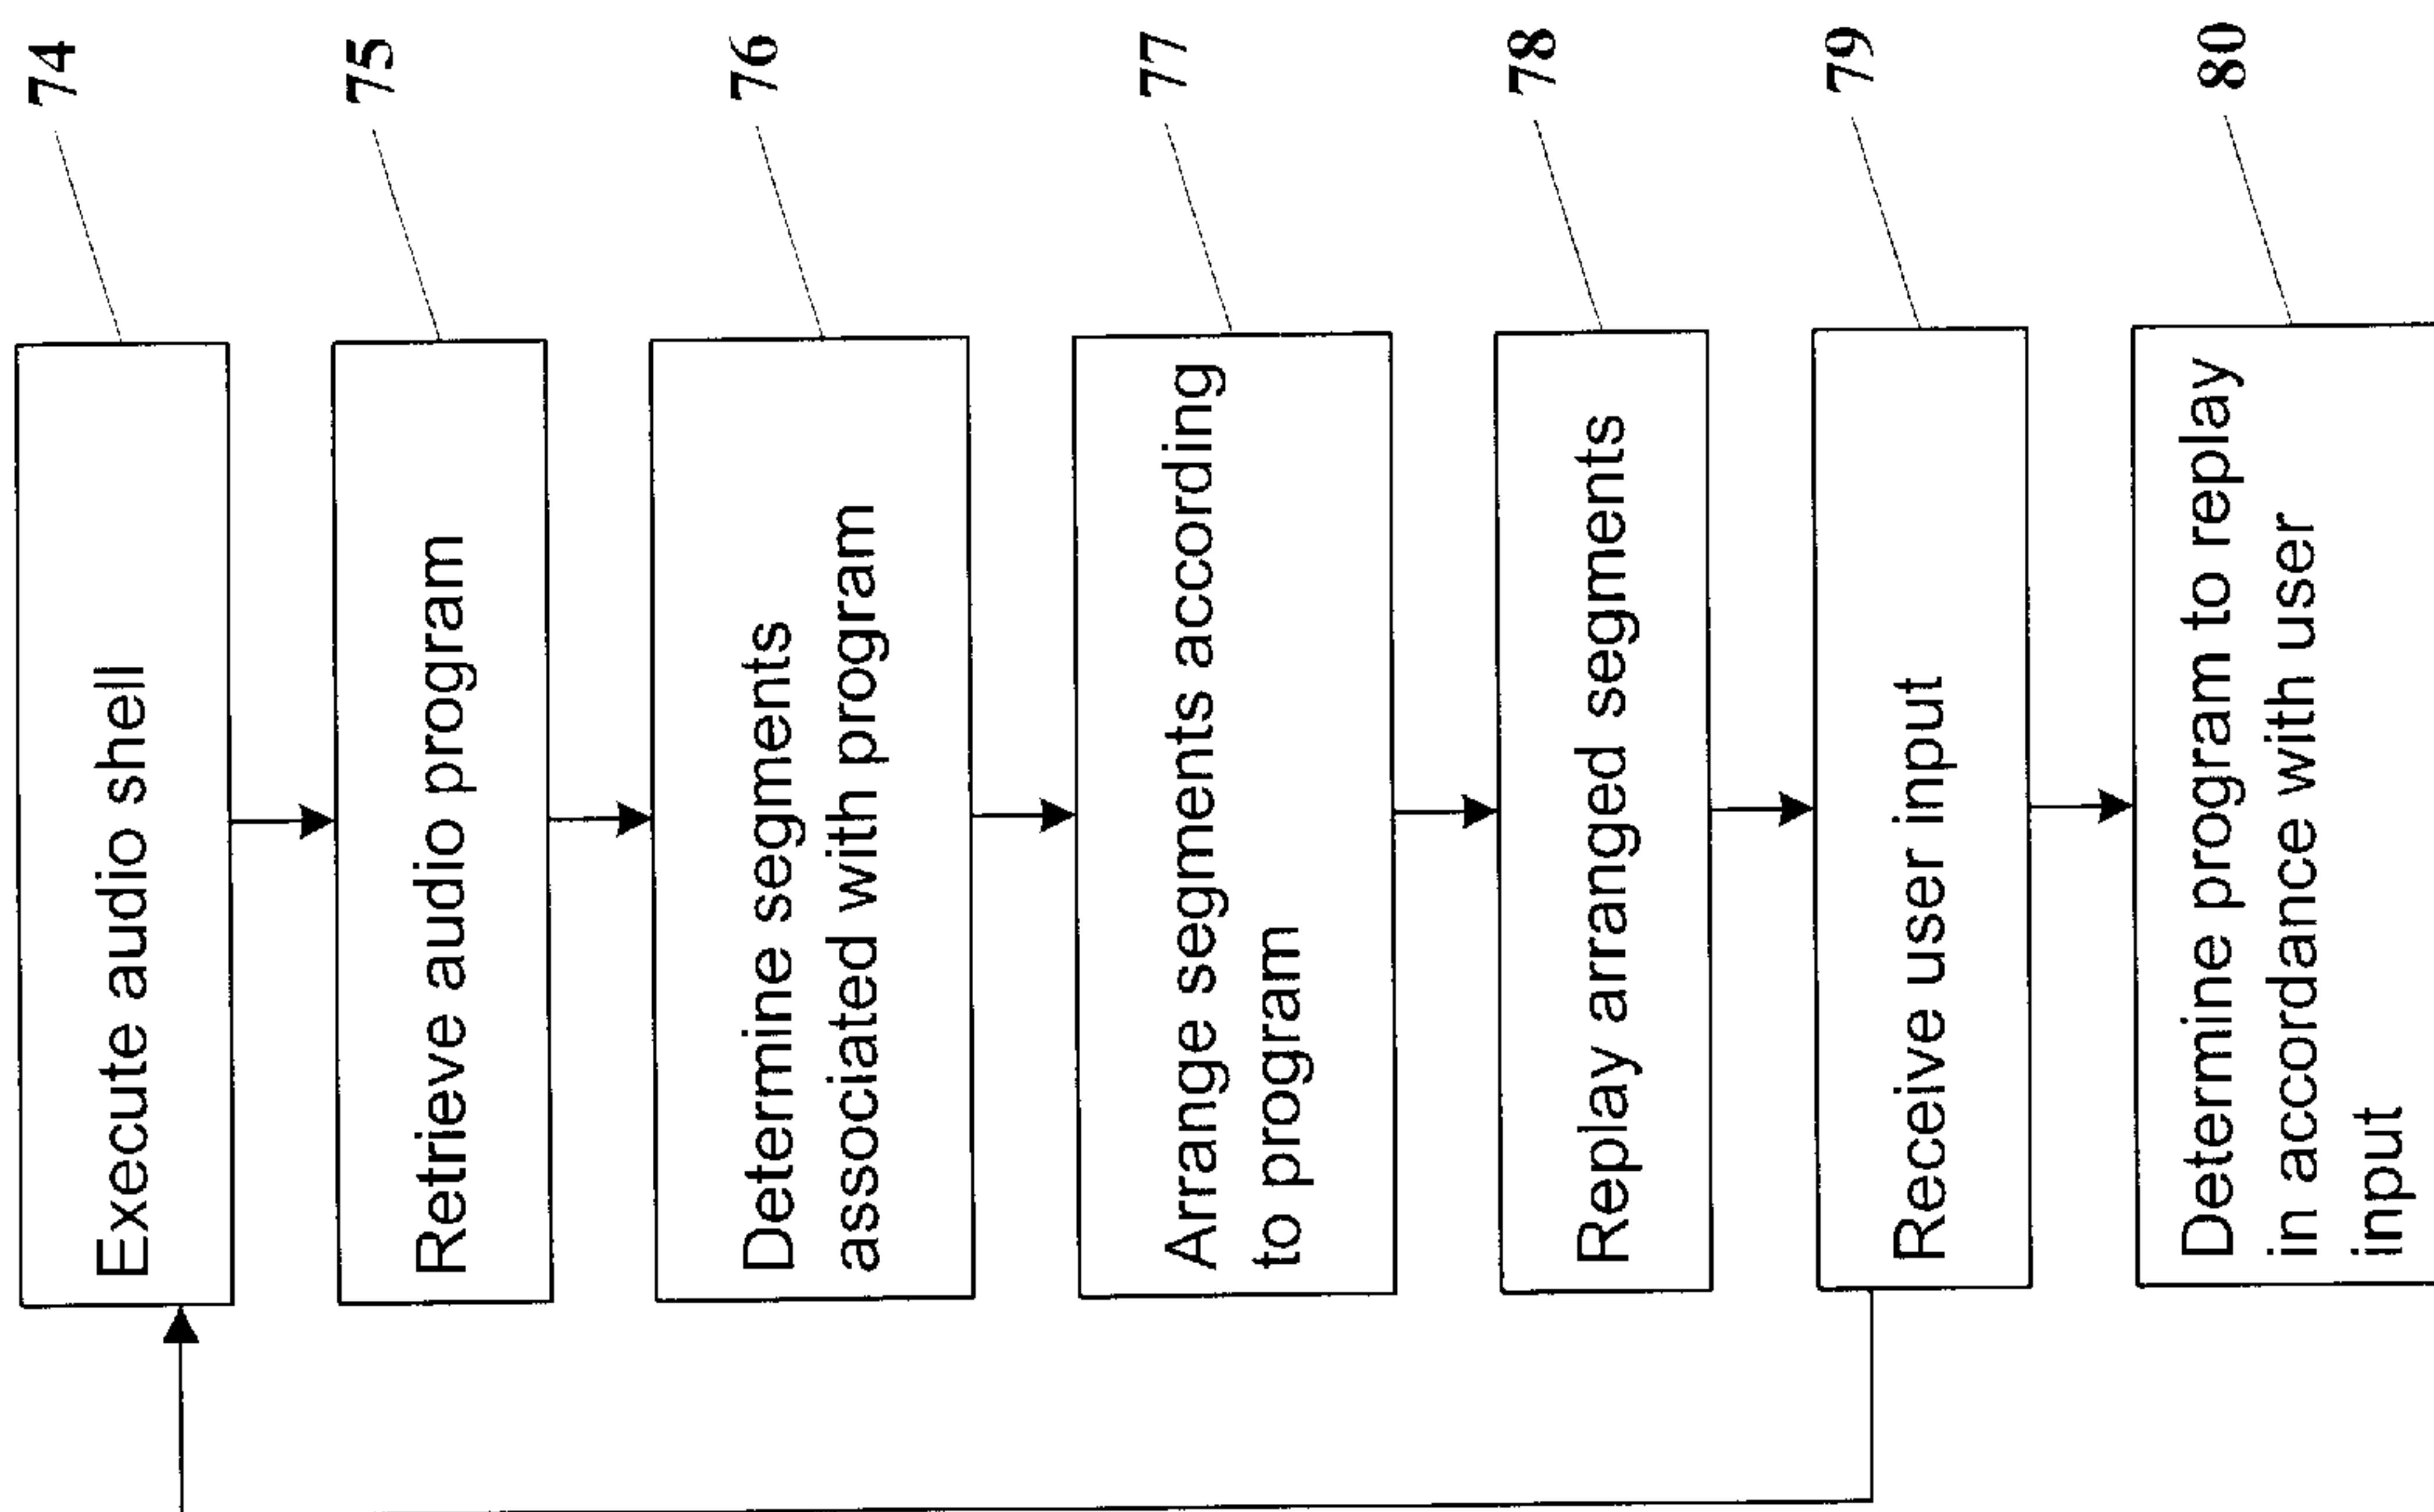 Execute audio shell
74
Retrieve audio program
75
Determine segments
associated with program
76
Arrange segments according
to program
77
Replay arranged segments
78
Receive user input
79
Determine program to replay
in accordance with user
input
80